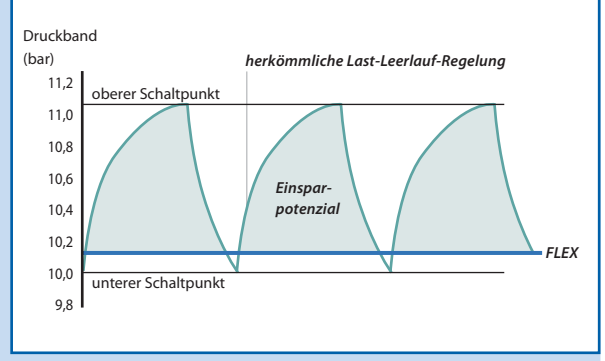 Druckband
(bar)
herkömmliche Last-Leerlauf-Regelung
11,2
oberer Schaltpunkt
11,0
10,8
10,6
Einspar-
potenzial
10,4
10,2
FLEX
10,0
unterer Schaltpunkt
9,8